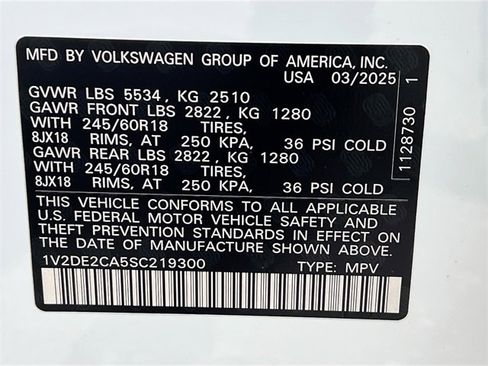 MFD BY VOLKSWAGEN GROUP OF AMERICA, INC.
USA 03/2025
GVWR LBS 5534, KG 2510
GAWR FRONT LBS 2822, KG 1280
WITH 245/60R18 TIRES,
8JX18 RIMS, AT 250 KPA, 36 PSI COLD
GAWR REAR LBS 2822, KG 1280
WITH 245/60R18 TIRES,
8JX18 RIMS, AT 250 KPA, 36 PSI COLD
THIS VEHICLE CONFORMS TO ALL APPLICABLE
U.S. FEDERAL MOTOR VEHICLE SAFETY AND
THEFT PREVENTION STANDARDS IN EFFECT ON
THE DATE OF MANUFACTURE SHOWN ABOVE.
1V2DE2CA5SC219300 TYPE: MPV
1128730 1